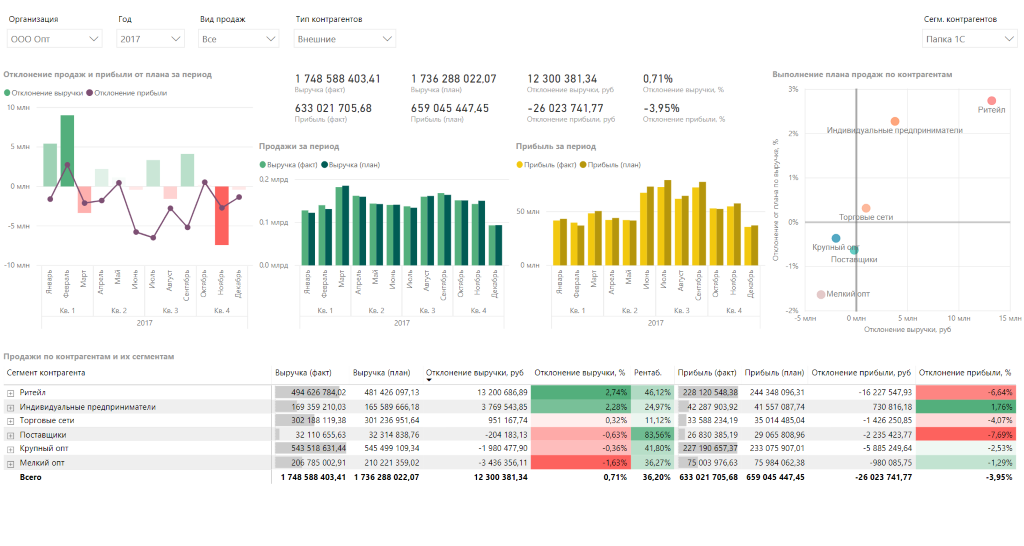 Организация Год Вид продаж Тип контрагентов Сегм. контрагентов
ООО Опт 2017 Все Внешние Папка 1С
Отклонение продаж и прибыли от плана за период
Отклонение выручки Отклонение прибыли
10 млн
5 млн
0 млн
-5 млн
-10 млн
Январь Февраль Март Апрель Май Июнь Июль Август Сентябрь Октябрь Ноябрь Декабрь
Кв. 1 Кв. 2 Кв. 3 Кв. 4
2017
1 748 588 403,41 1 736 288 022,07 12 300 381,34 0,71%
Выручка (факт) Выручка (план) Отклонение выручки, руб Отклонение выручки, %
633 021 705,68 659 045 447,45 -26 023 741,77 -3,95%
Прибыль (факт) Прибыль (план) Отклонение прибыли, руб Отклонение прибыли, %
Продажи за период
Выручка (факт) Выручка (план)
0.2 млрд
0.1 млрд
0.0 млрд
Январь Февраль Март Апрель Май Июнь Июль Август Сентябрь Октябрь Ноябрь Декабрь
Кв. 1 Кв. 2 Кв. 3 Кв. 4
2017
Прибыль за период
Прибыль (факт) Прибыль (план)
50 млн
0 млн
Январь Февраль Март Апрель Май Июнь Июль Август Сентябрь Октябрь Ноябрь Декабрь
Кв. 1 Кв. 2 Кв. 3 Кв. 4
2017
Выполнение плана продаж по контрагентам
Отклонение от плана по выручке, %
3%
2%
0%
-1%
-2%
Ритейл
Индивидуальные предприниматели
Торговые сети
Крупный опт
Поставщики
Мелкий опт
-5 млн 0 млн 5 млн 10 млн 15 млн
Отклонение выручки, руб
Продажи по контрагентам и их сегментам
Сегмент контрагента Выручка (факт) Выручка (план) Отклонение выручки, руб Отклонение выручки, % Рентаб. Прибыль (факт) Прибыль (план) Отклонение прибыли, руб Отклонение прибыли, %
Ритейл 494 626 784,02 481 426 097,13 13 200 686,89 2,74% 46,12% 228 120 548,38 244 348 096,31 -16 227 547,93 -6,64%
Индивидуальные предприниматели 169 359 210,03 165 589 666,18 3 769 543,85 2,28% 24,97% 42 287 903,92 41 557 087,74 730 816,18 1,76%
Торговые сети 302 188 119,38 301 236 951,64 951 167,74 0,32% 11,12% 33 588 234,19 35 014 485,04 -1 426 250,85 -4,07%
Поставщики 32 110 655,63 32 314 838,76 -204 183,13 -0,63% 83,56% 26 830 385,19 29 065 808,96 -2 235 423,77 -7,69%
Крупный опт 543 518 631,44 545 499 109,34 -1 980 477,90 -0,36% 41,80% 227 190 657,37 233 075 907,01 -5 885 249,64 -2,53%
Мелкий опт 206 785 002,91 210 221 359,02 -3 436 356,11 -1,63% 36,27% 75 003 976,63 75 984 062,38 -980 085,75 -1,29%
Всего 1 748 588 403,41 1 736 288 022,07 12 300 381,34 0,71% 36,20% 633 021 705,68 659 045 447,45 -26 023 741,77 -3,95%